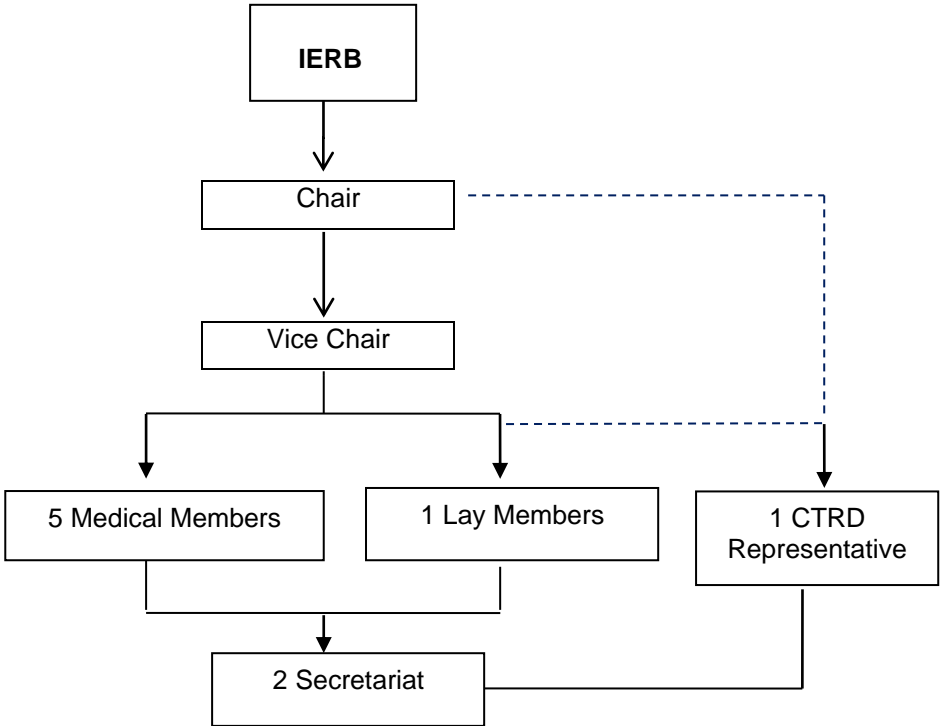 IERB
Chair
Vice Chair
5 Medical Members
1 Lay Members
1 CTRD
Representative
2 Secretariat